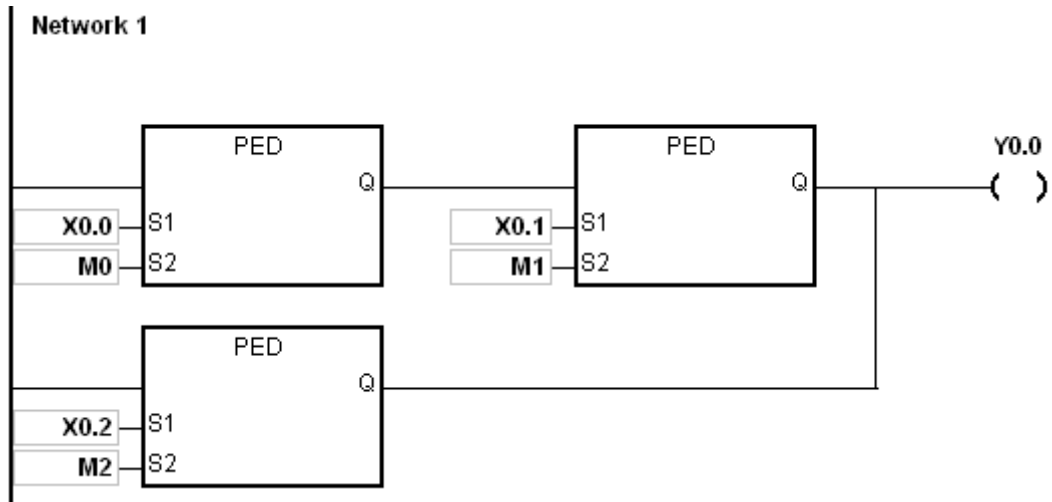 Network 1
PED
PED
Y0.0
Q
Q
X0.0 S1
X0.1 S1
M0 S2
M1 S2
PED
Q
X0.2 S1
M2 S2